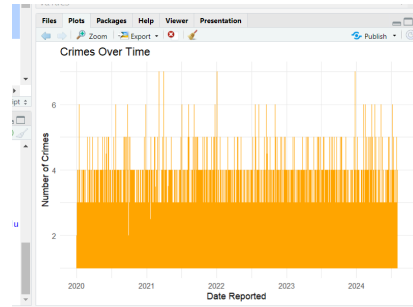 Files Plots Packages Help Viewer Presentation
Zoom Export Publish
Crimes Over Time
Number of Crimes
6
4
2
2020 2021 2022 2023 2024
Date Reported
ipt
u